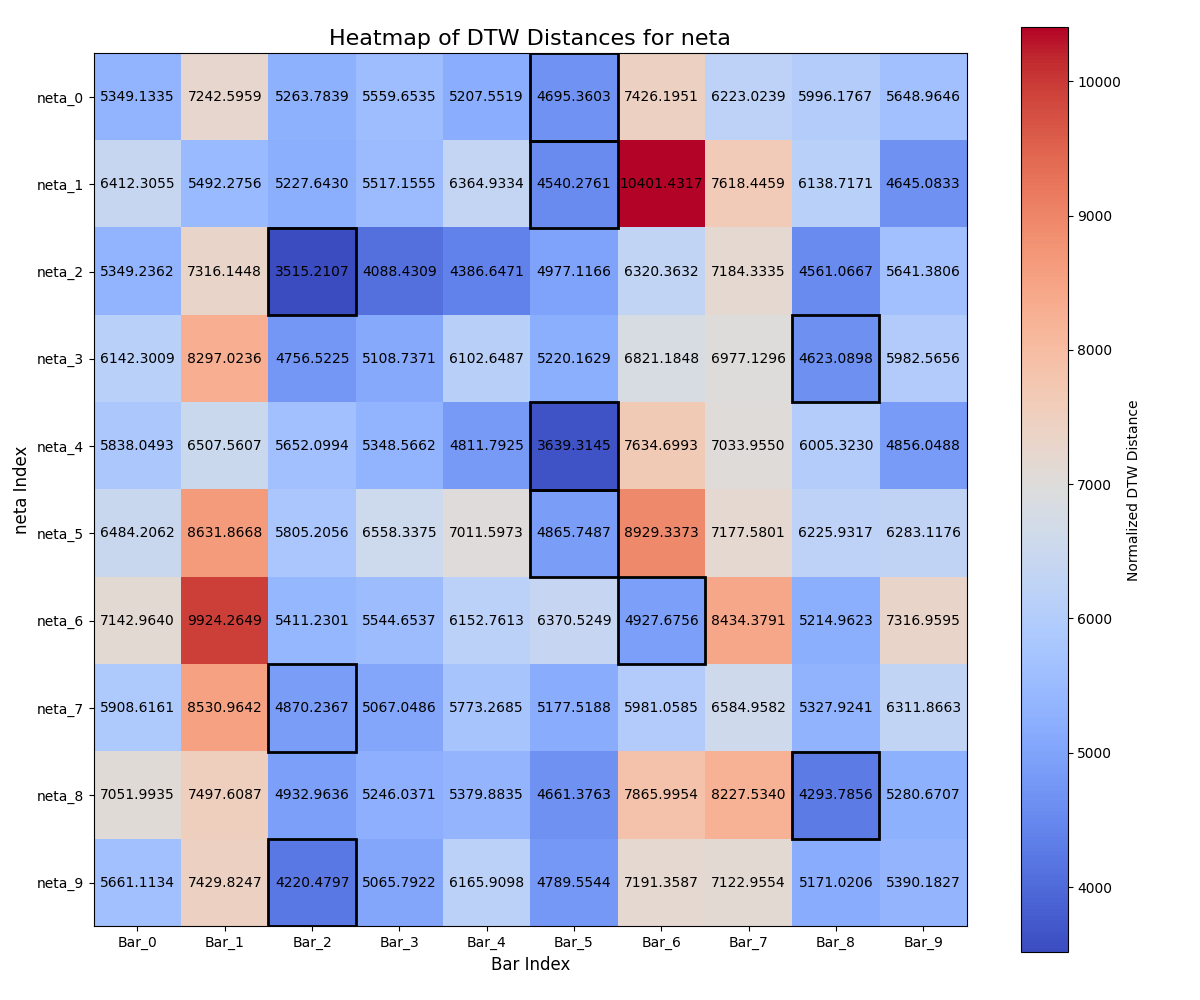 Heatmap of DTW Distances for neta
neta_0 5349.1335 7242.5959 5263.7839 5559.6535 5207.5519 4695.3603 7426.1951 6223.0239 5996.1767 5648.9646
neta_1 6412.3055 5492.2756 5227.6430 5517.1555 6364.9334 4540.2761 10401.4317 7618.4459 6138.7171 4645.0833
neta_2 5349.2362 7316.1448 3515.2107 4088.4309 4386.6471 4977.1166 6320.3632 7184.3335 4561.0667 5641.3806
neta_3 6142.3009 8297.0236 4756.5225 5108.7371 6102.6487 5220.1629 6821.1848 6977.1296 4623.0898 5982.5656
neta_4 5838.0493 6507.5607 5652.0994 5348.5662 4811.7925 3639.3145 7634.6993 7033.9550 6005.3230 4856.0488
neta_5 6484.2062 8631.8668 5805.2056 6558.3375 7011.5973 4865.7487 8929.3373 7177.5801 6225.9317 6283.1176
neta_6 7142.9640 9924.2649 5411.2301 5544.6537 6152.7613 6370.5249 4927.6756 8434.3791 5214.9623 7316.9595
neta_7 5908.6161 8530.9642 4870.2367 5067.0486 5773.2685 5177.5188 5981.0585 6584.9582 5327.9241 6311.8663
neta_8 7051.9935 7497.6087 4932.9636 5246.0371 5379.8835 4661.3763 7865.9954 8227.5340 4293.7856 5280.6707
neta_9 5661.1134 7429.8247 4220.4797 5065.7922 6165.9098 4789.5544 7191.3587 7122.9554 5171.0206 5390.1827
Bar_0 Bar_1 Bar_2 Bar_3 Bar_4 Bar_5 Bar_6 Bar_7 Bar_8 Bar_9
Bar Index
neta Index
10000
9000
8000
7000
6000
5000
4000
Normalized DTW Distance